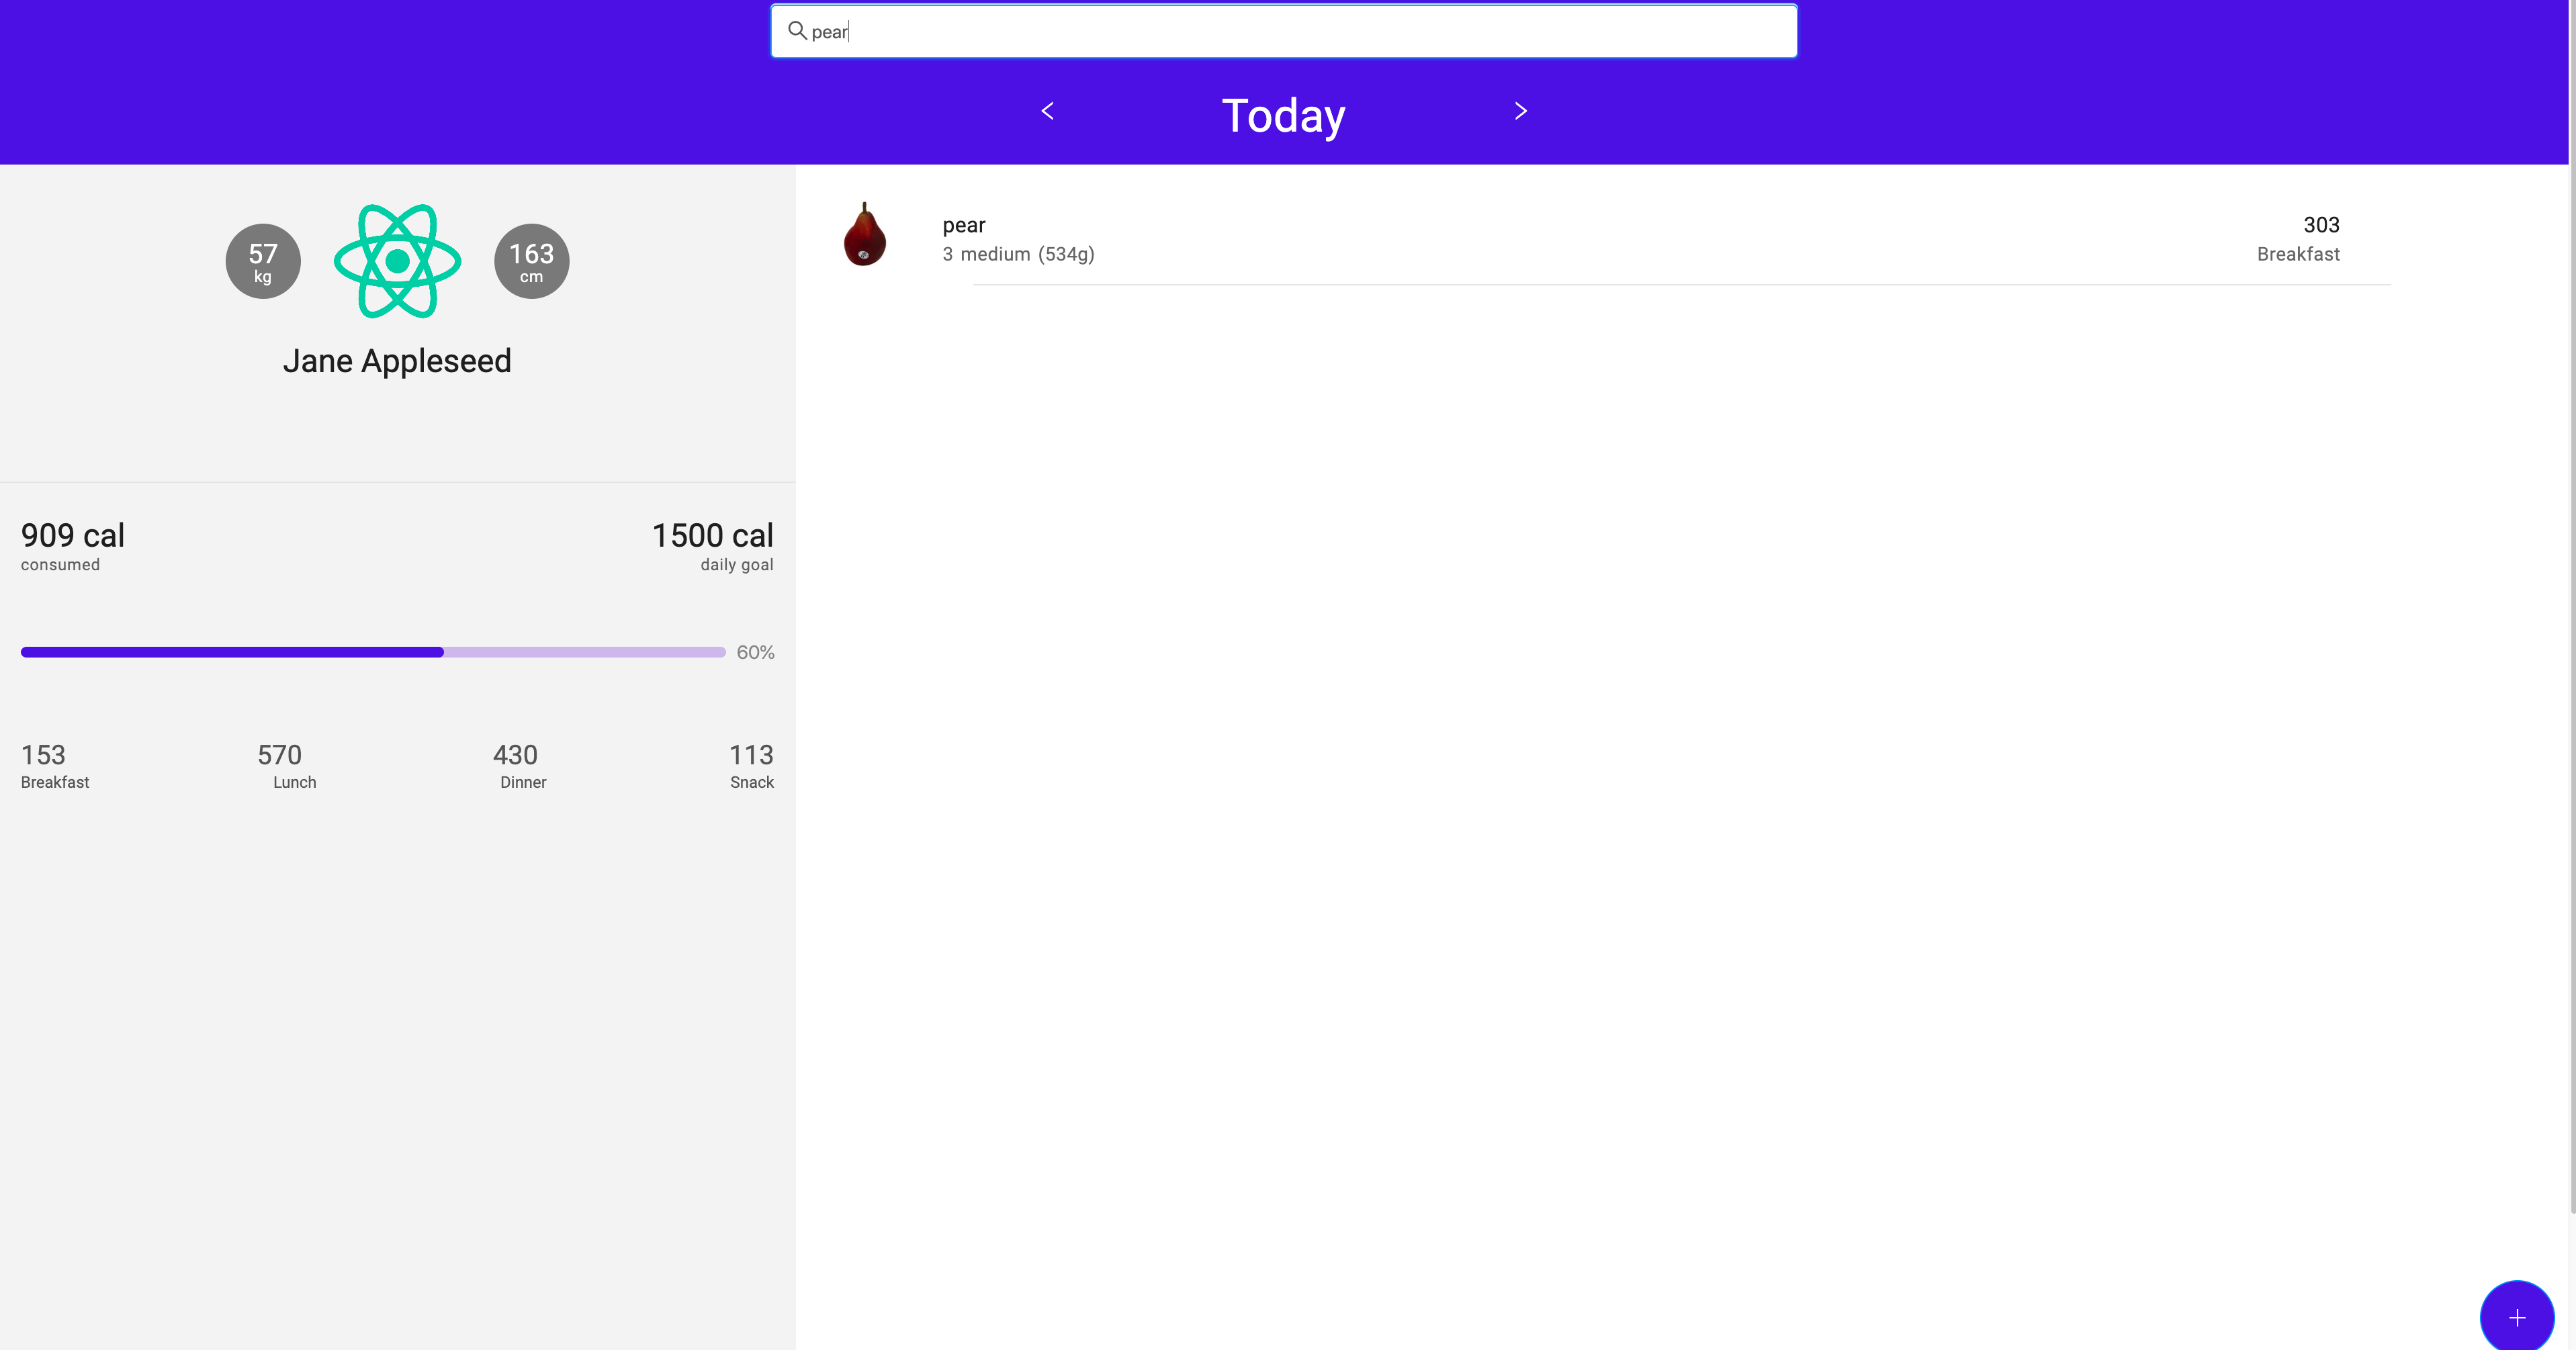 pear
Today
57
kg
163
cm
Jane Appleseed
909 cal
consumed
1500 cal
daily goal
60%
153
Breakfast
570
Lunch
430
Dinner
113
Snack
pear
3 medium (534g)
303
Breakfast